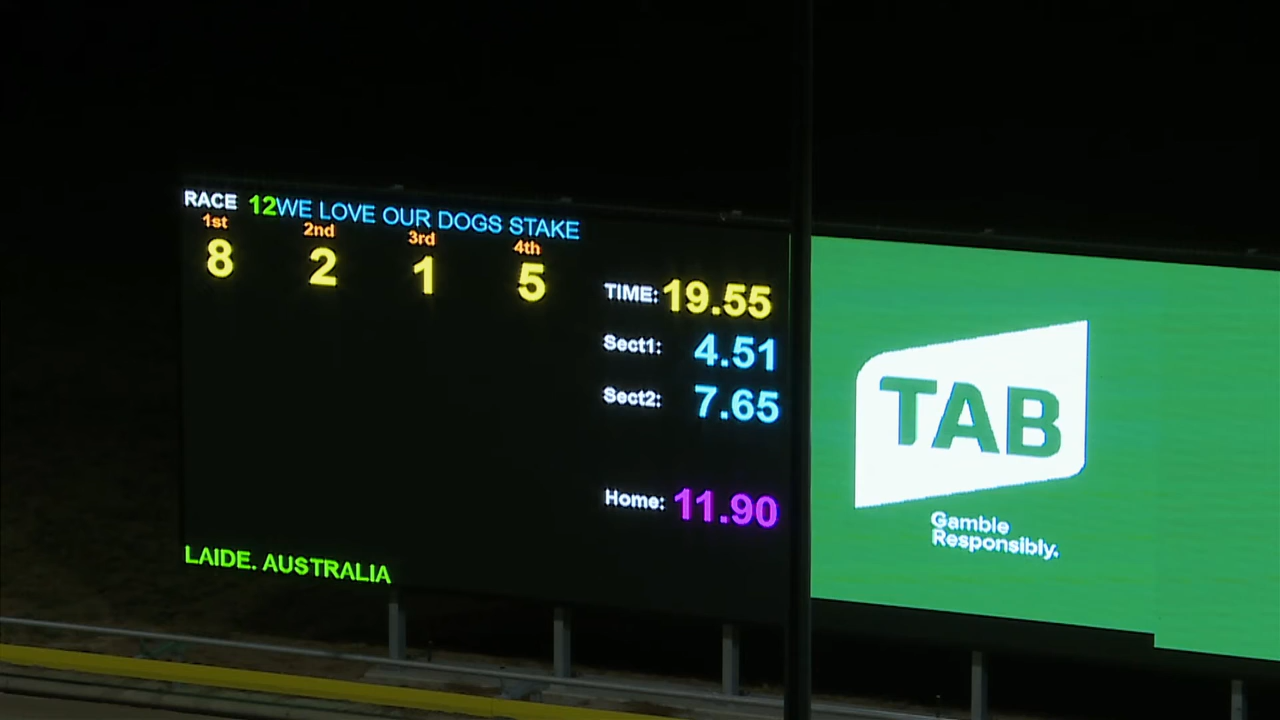 RACE 12WE LOVE OUR DOGS STAKE
1st 2nd 3rd 4th
8 2 1 5
TIME: 19.55
Sect1: 4.51
Sect2: 7.65
Home: 11.90
LAIDE. AUSTRALIA
TAB
Gamble
Responsibly.